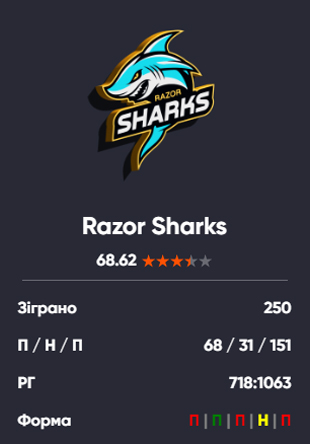 RAZOR
SHARKS
Razor Sharks
68.62
Зіграно 250
П / Н / П 68 / 31 / 151
РГ 718:1063
Форма П | П | П | Н | П